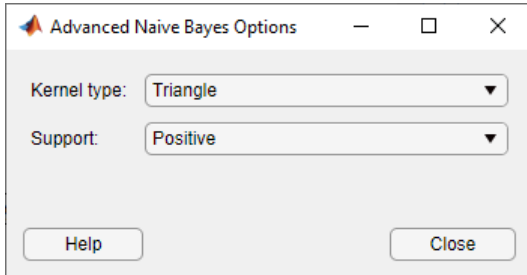 Advanced Naive Bayes Options
Kernel type: Triangle
Support: Positive
Help Close